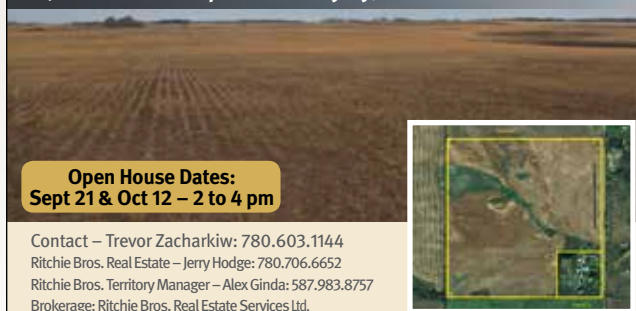 Open House Dates:
Sept 21 & Oct 12 – 2 to 4 pm
Contact – Trevor Zacharkiw: 780.603.1144
Ritchie Bros. Real Estate – Jerry Hodge: 780.706.6652
Ritchie Bros. Territory Manager – Alex Ginda: 587.983.8757
Brokerage: Ritchie Bros. Real Estate Services Ltd.